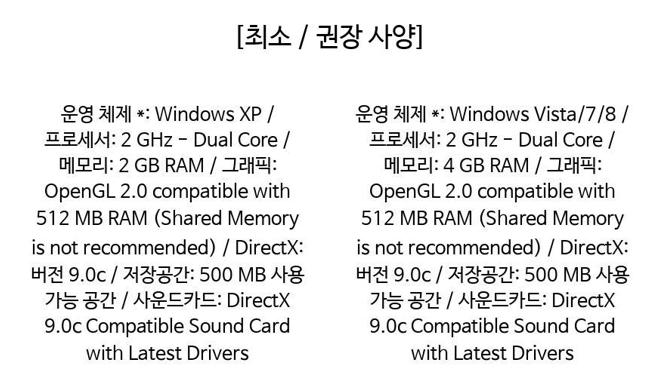 [최소 / 권장 사양]
운영 체제 *: Windows XP /
프로세서: 2 GHz - Dual Core /
메모리: 2 GB RAM / 그래픽:
OpenGL 2.0 compatible with
512 MB RAM (Shared Memory
is not recommended) / DirectX:
버전 9.0c / 저장공간: 500 MB 사용
가능 공간 / 사운드카드: DirectX
9.0c Compatible Sound Card
with Latest Drivers
운영 체제 *: Windows Vista/7/8 /
프로세서: 2 GHz - Dual Core /
메모리: 4 GB RAM / 그래픽:
OpenGL 2.0 compatible with
512 MB RAM (Shared Memory
is not recommended) / DirectX:
버전 9.0c / 저장공간: 500 MB 사용
가능 공간 / 사운드카드: DirectX
9.0c Compatible Sound Card
with Latest Drivers